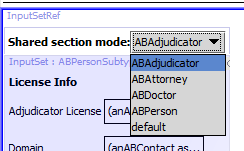 InputSetRef
Shared section mode: ABAdjudicator
InputSet : ABPersonSubty
ABAdjudicator
ABAttorney
ABDoctor
ABPerson
default
License Info
Adjudicator License (an
Domain (anABContact as...